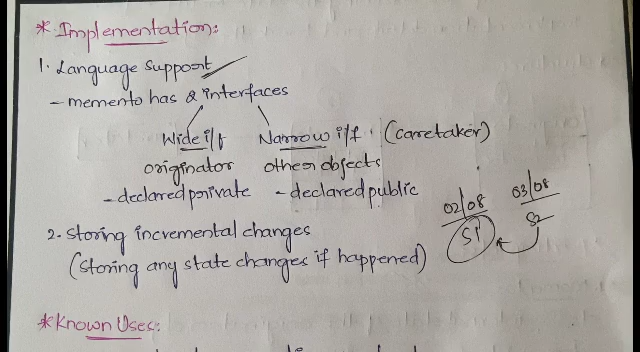 * Implementation:
1. Language support
- memento has 2 interfaces
Wide i/f Narrow i/f. (caretaker)
originator other objects
- declared private - declared public
02/08 03/08
2. Storing incremental changes
S1 S2
(storing any state changes if happened)
* Known Uses: